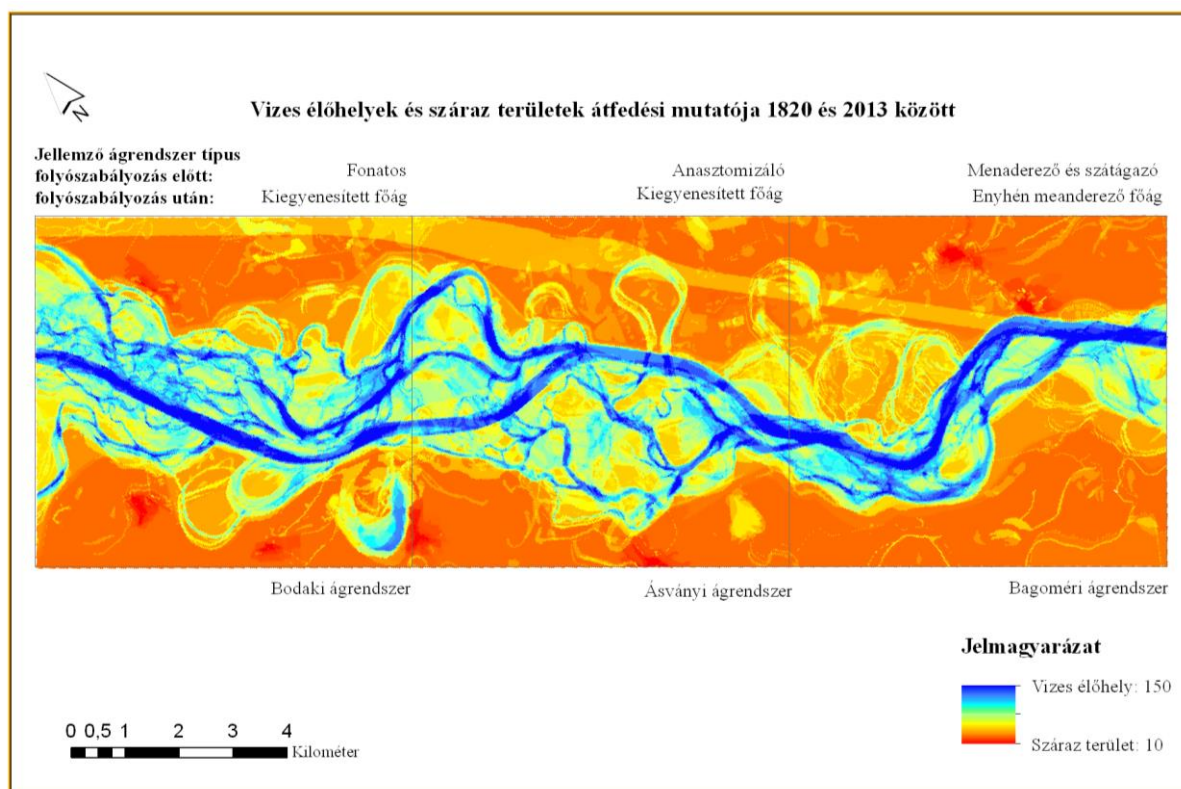 N
Vizes élőhelyek és száraz területek átfedési mutatója 1820 és 2013 között
Jellemző ágrendszer típus
folyószabályozás előtt: Fonatos Anasztomizáló Menaderező és szátágazó
folyószabályozás után: Kiegyenesített főág Kiegyenesített főág Enyhén meanderező főág
Bodaki ágrendszer Ásványi ágrendszer Bagoméri ágrendszer
Jelmagyarázat
Vizes élőhely: 150
Száraz terület: 10
0 0,5 1 2 3 4
Kilométer